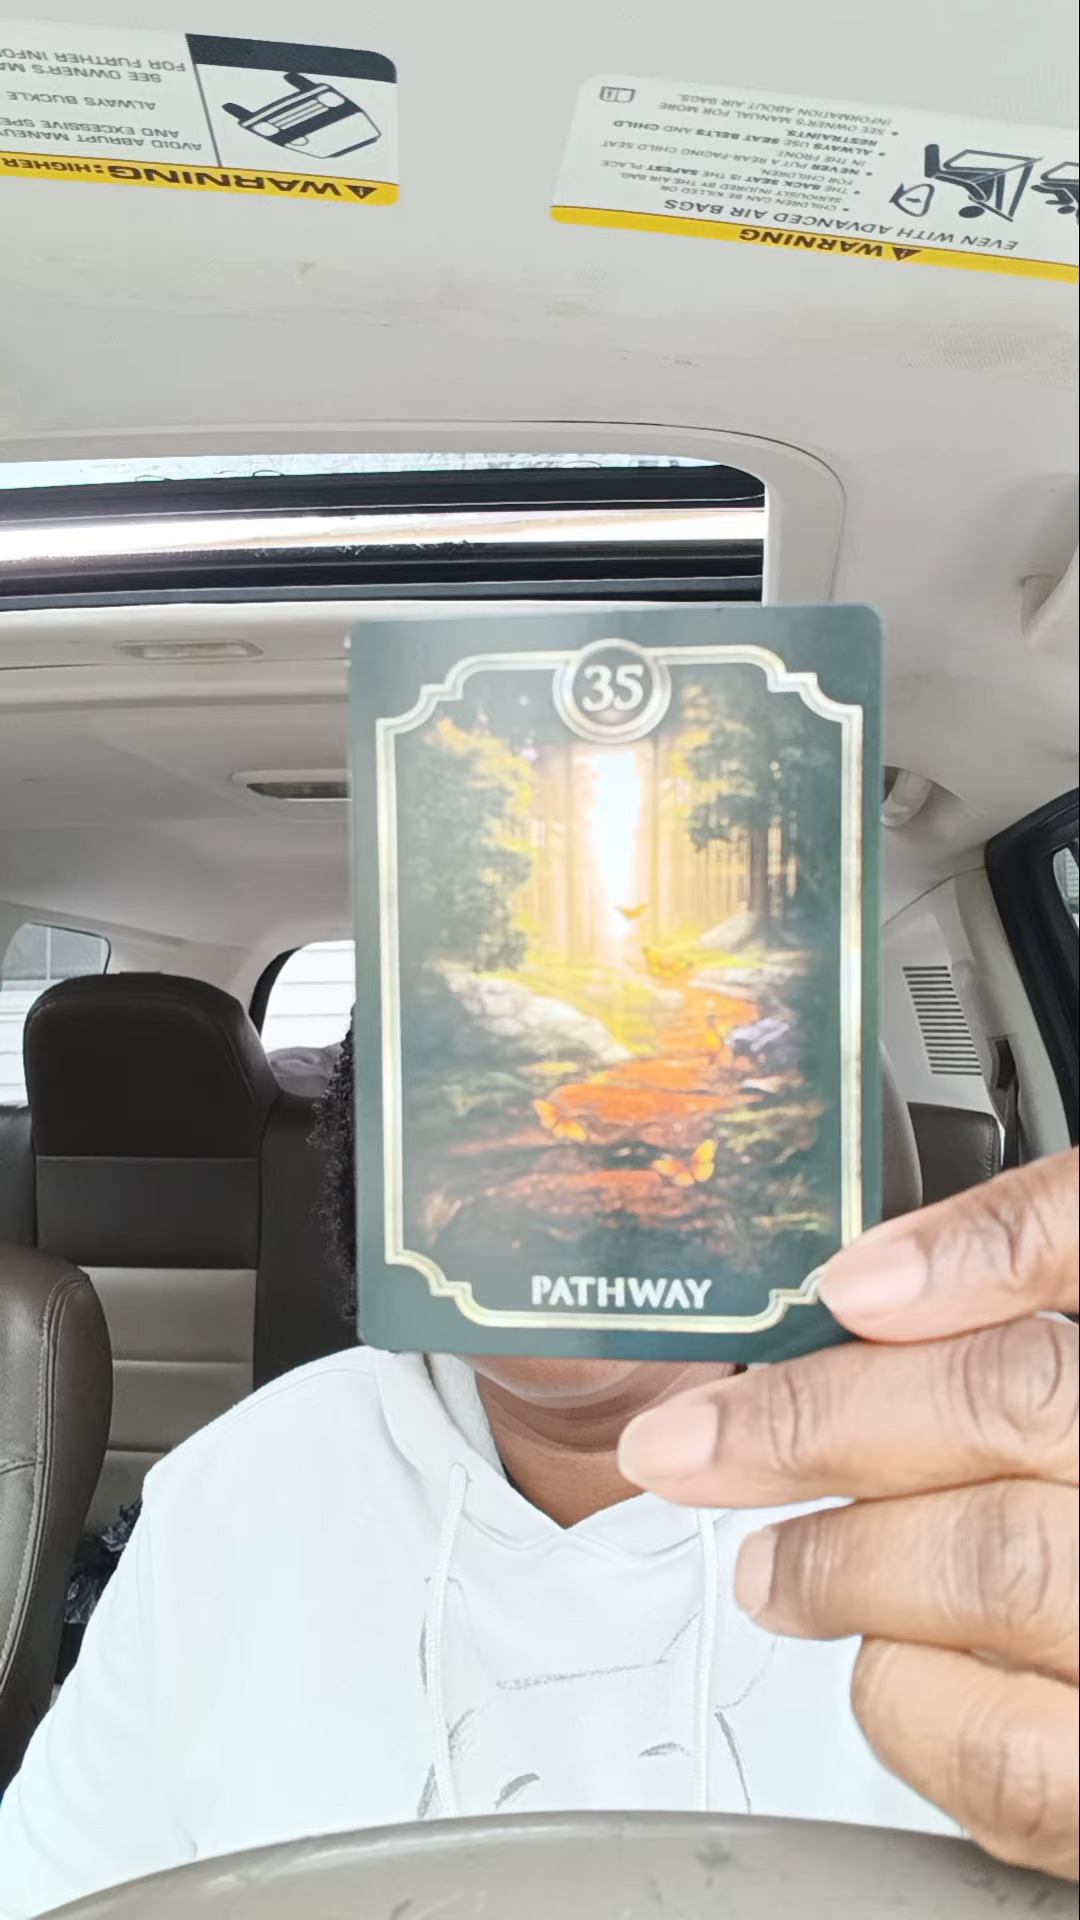 AVOID ABRUPT MANEU
AND EXCESSIVE SPE
ALWAYS BUCKLE
SEE OWNER'S MA
FOR FURTHER INFO
WARNING: HIGHER
WARNING
EVEN WITH ADVANCED AIR BAGS
• CHILDREN CAN BE KILLED OR
SERIOUSLY INJURED BY THE AIR BAG.
• THE BACK SEAT IS THE SAFEST PLACE
FOR CHILDREN.
• NEVER PUT A REAR-FACING CHILD SEAT
IN THE FRONT.
• ALWAYS USE SEAT BELTS AND CHILD
RESTRAINTS.
• SEE OWNER'S MANUAL FOR MORE
INFORMATION ABOUT AIR BAGS.
35
PATHWAY